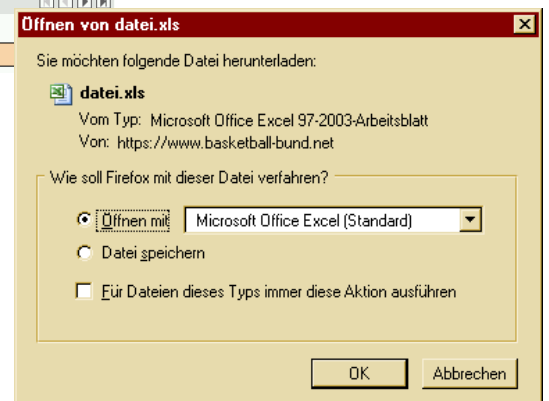 Öffnen von datei.xls
Sie möchten folgende Datei herunterladen:
datei.xls
Vom Typ: Microsoft Office Excel 97-2003-Arbeitsblatt
Von: https://www.basketball-bund.net
Wie soll Firefox mit dieser Datei verfahren?
Öffnen mit Microsoft Office Excel (Standard)
Datei speichern
Für Dateien dieses Typs immer diese Aktion ausführen
OK Abbrechen